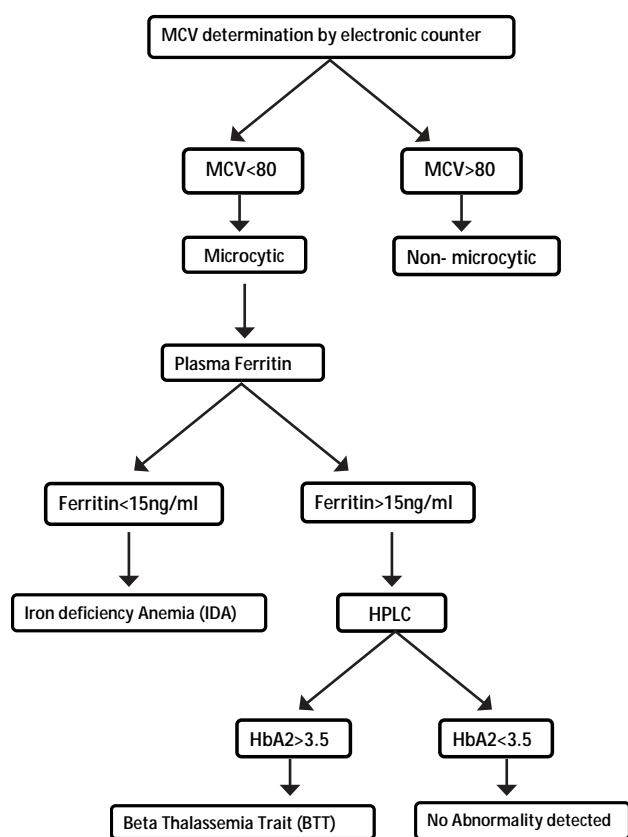 MCV determination by electronic counter
MCV<80
MCV>80
Microcytic
Non- microcytic
Plasma Ferritin
Ferritin<15ng/ml
Ferritin>15ng/ml
Iron deficiency Anemia (IDA)
HPLC
HbA2>3.5
HbA2<3.5
Beta Thalassemia Trait (BTT)
No Abnormality detected